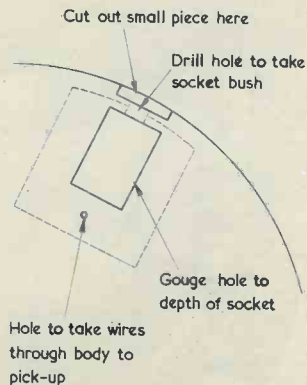 Cut out small piece here
Drill hole to take
socket bush
Gouge hole to
depth of socket
Hole to take wires
through body to
pick-up